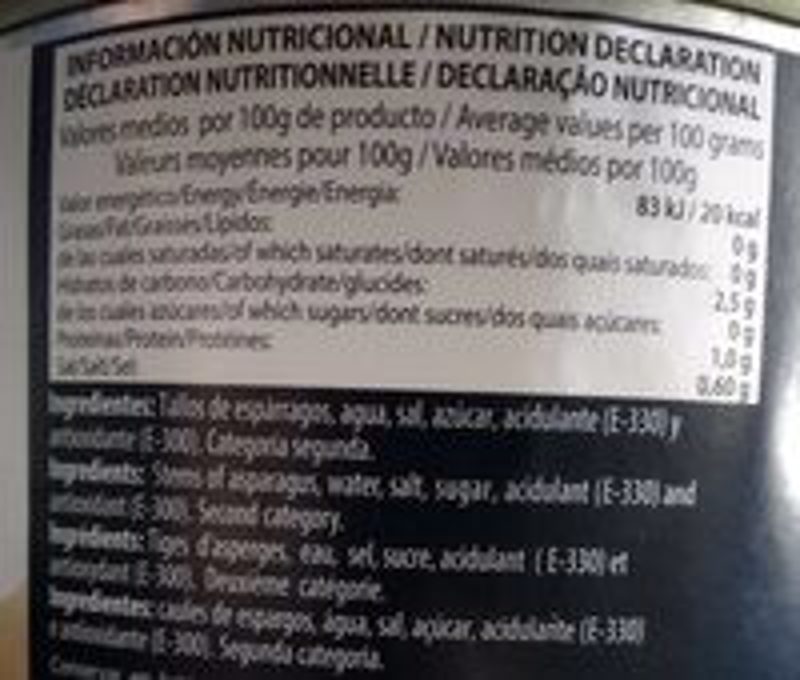 INFORMACIÓN NUTRICIONAL / NUTRITION DECLARATION
DÉCLARATION NUTRITIONNELLE / DECLARAÇÃO NUTRICIONAL
Valores medios por 100g de producto / Average values per 100 grams
Valeurs moyennes pour 100g / Valores médios por 100g
Valor energético/Energy/Énergie/Energia: 83 kJ / 20 kcal
Grasas/Fat/Graisses/Lípidos: 0 g
de las cuales saturadas/of which saturates/dont saturés/dos quais saturados: 0 g
Hidratos de carbono/Carbohydrate/glucides: 2,5 g
de los cuales azúcares/of which sugars/dont sucres/dos quais açúcares: 0 g
Proteínas/Protein/Protéines: 1,0 g
Sal/Salt/Sel: 0,60 g
Ingredientes: Tallos de espárragos, agua, sal, azúcar, acidulante (E-330) y
antioxidante (E-300). Categoría segunda.
Ingredients: Stems of asparagus, water, salt, sugar, acidulant (E-330) and
antioxidant (E-300). Second category.
Ingredients: Tiges d'asperges, eau, sel, sucre, acidulant (E-330) et
antioxydant (E-300). Deuxième catégorie.
Ingredientes: caules de espargos, água, sal, açúcar, acidulante (E-330)
e antioxidante (E-300). Segunda categoria.